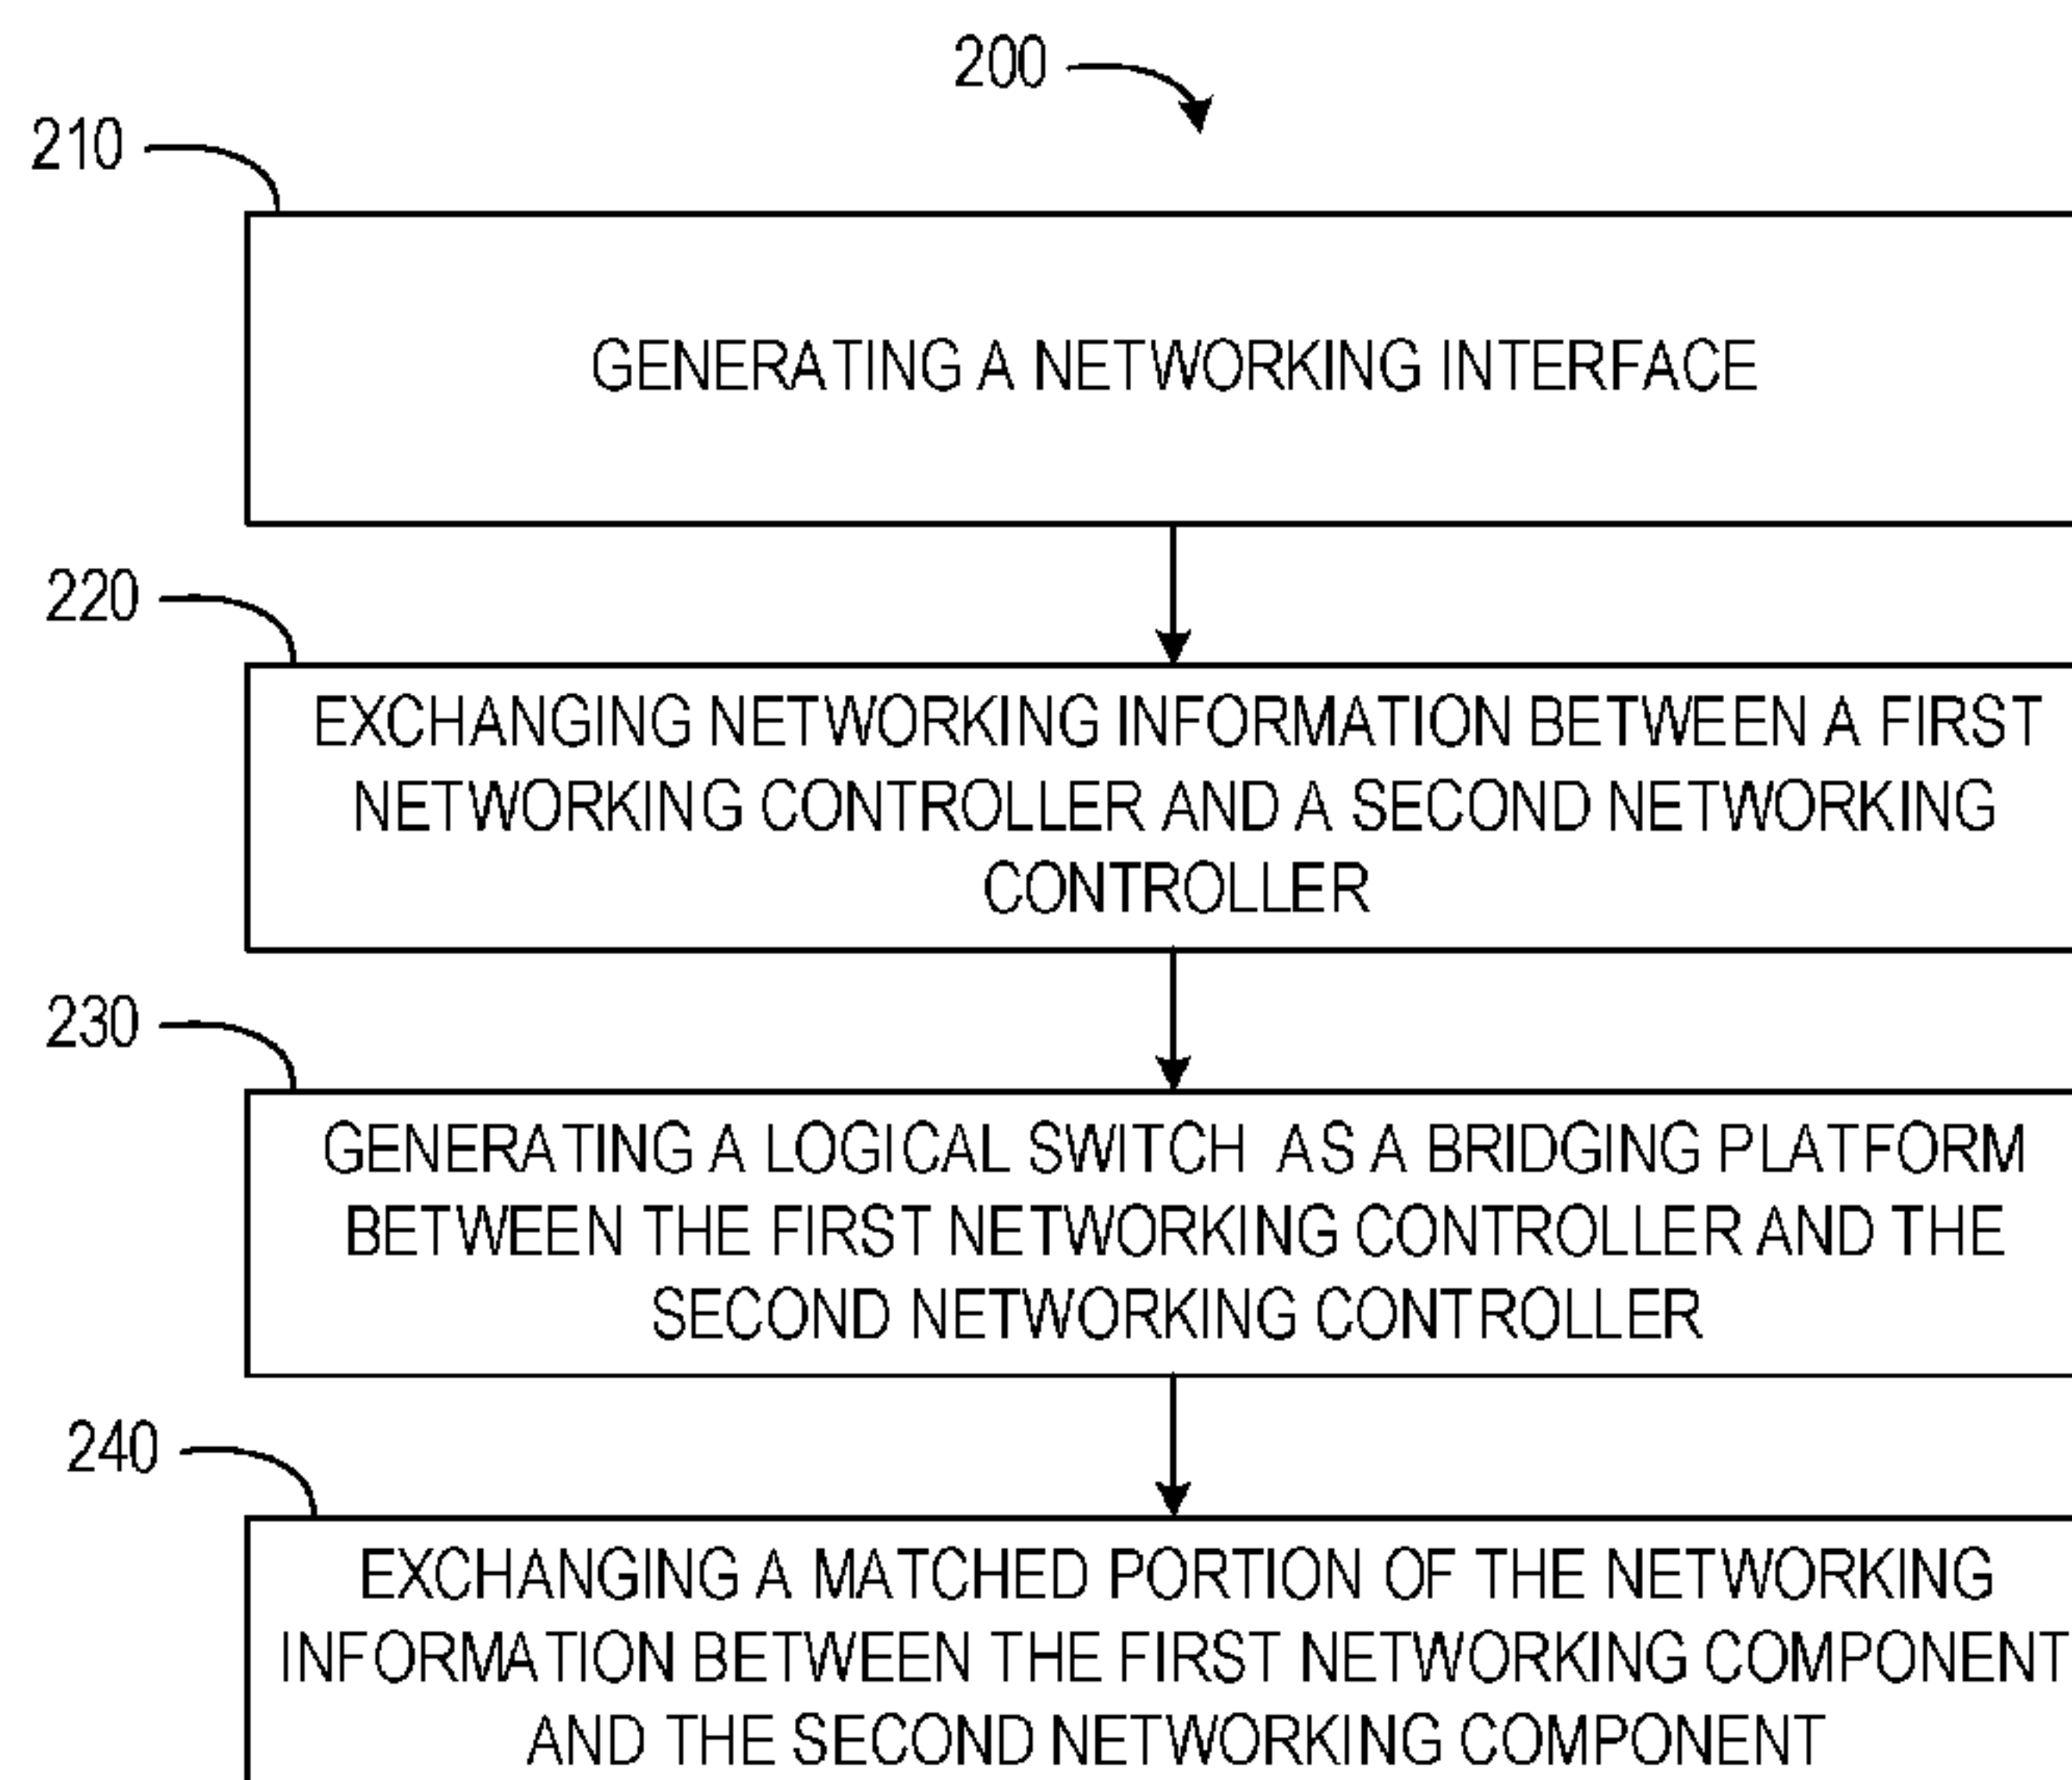 200
210
GENERATING A NETWORKING INTERFACE
220
EXCHANGING NETWORKING INFORMATION BETWEEN A FIRST
NETWORKING CONTROLLER AND A SECOND NETWORKING
CONTROLLER
230
GENERATING A LOGICAL SWITCH AS A BRIDGING PLATFORM
BETWEEN THE FIRST NETWORKING CONTROLLER AND THE
SECOND NETWORKING CONTROLLER
240
EXCHANGING A MATCHED PORTION OF THE NETWORKING
INFORMATION BETWEEN THE FIRST NETWORKING COMPONENT
AND THE SECOND NETWORKING COMPONENT